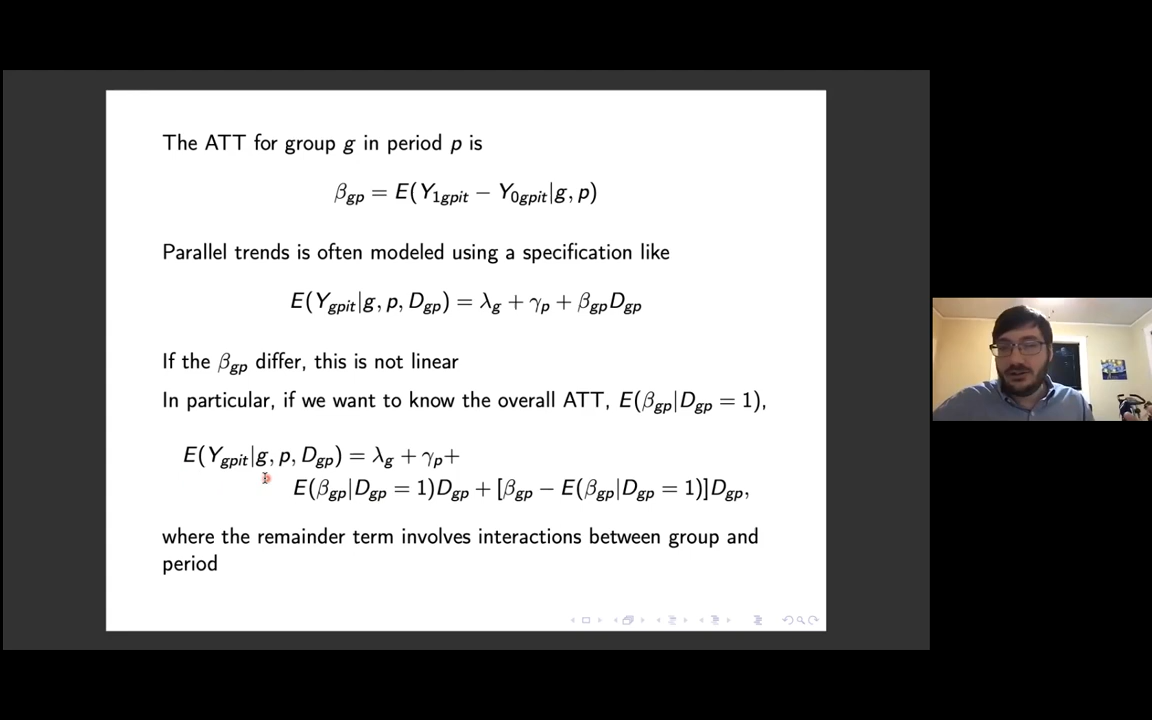 The ATT for group g in period p is
β_gp = E(Y_1gpit − Y_0gpit|g, p)
Parallel trends is often modeled using a specification like
E(Y_gpit|g, p, D_gp) = λ_g + γ_p + β_gp D_gp
If the β_gp differ, this is not linear
In particular, if we want to know the overall ATT, E(β_gp|D_gp = 1),
E(Y_gpit|g, p, D_gp) = λ_g + γ_p+
E(β_gp|D_gp = 1)D_gp + [β_gp − E(β_gp|D_gp = 1)]D_gp,
where the remainder term involves interactions between group and
period